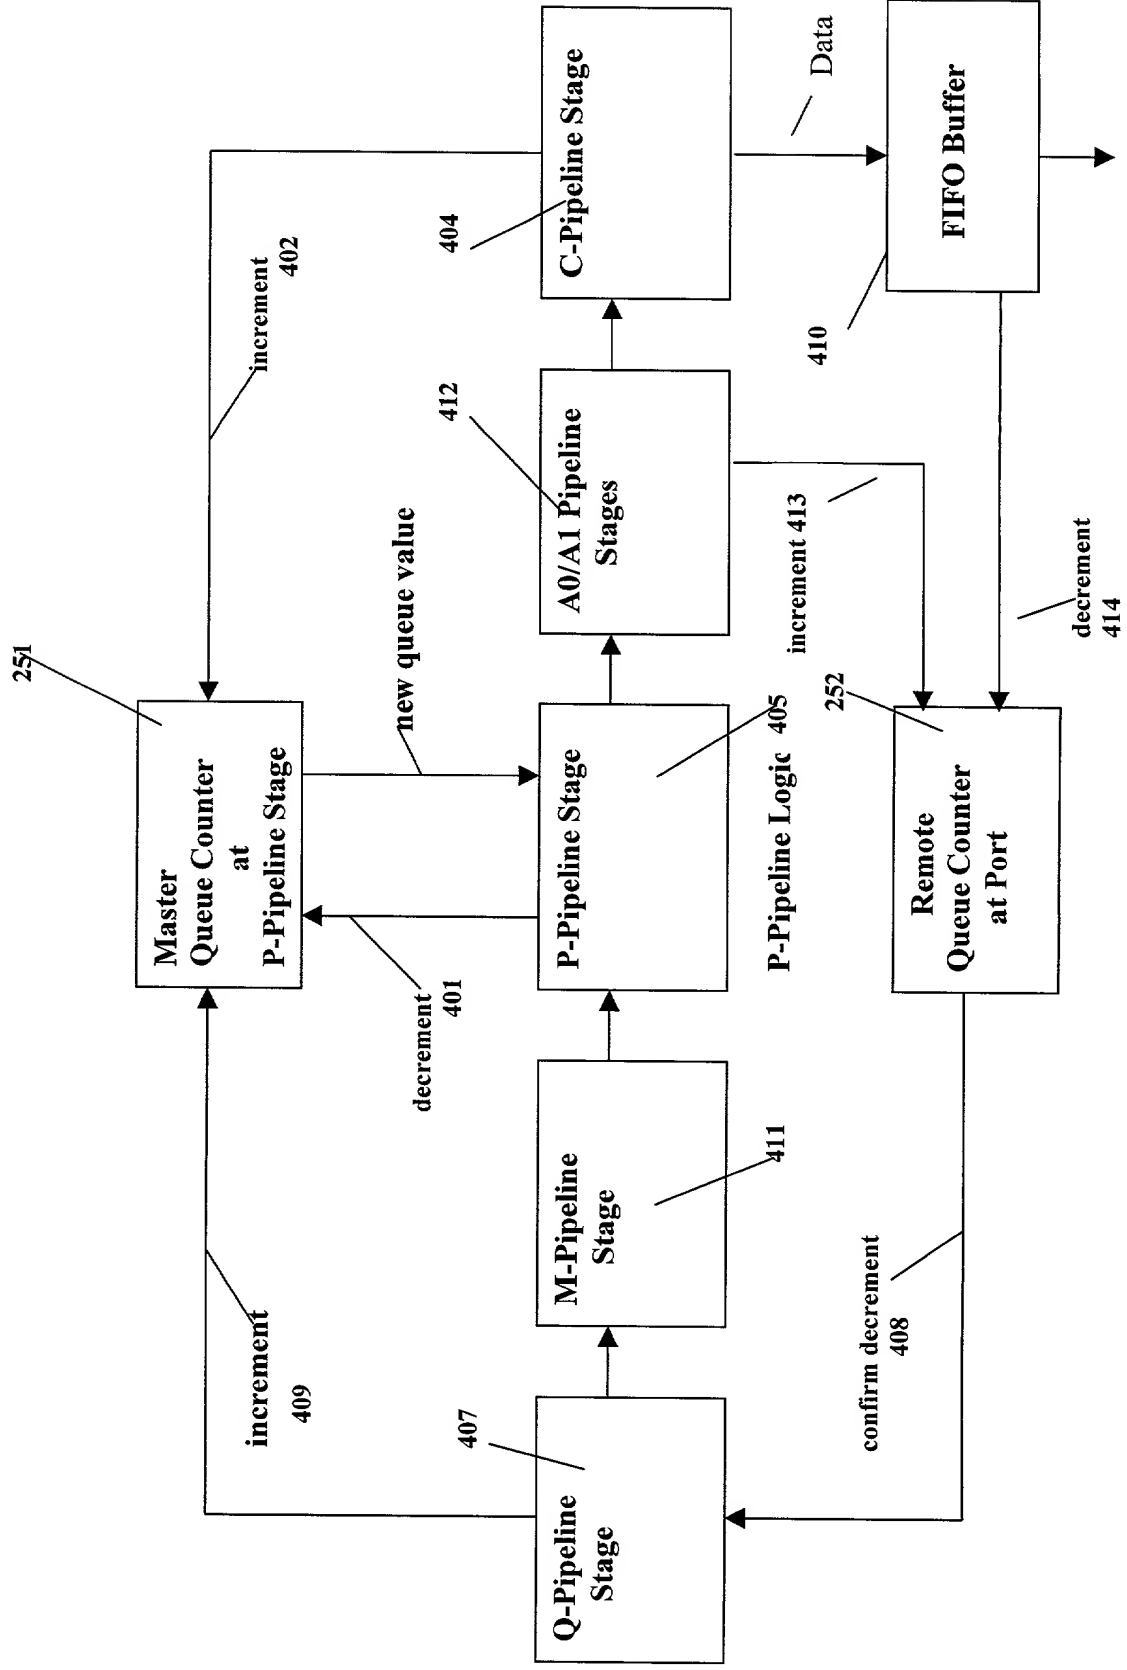 251
Master
Queue Counter
at
P-Pipeline Stage
increment
409
increment
402
decrement
401
new queue value
407
Q-Pipeline
Stage
M-Pipeline
Stage
411
P-Pipeline Stage
P-Pipeline Logic 405
412
A0/A1 Pipeline
Stages
404
C-Pipeline Stage
Data
increment 413
410
FIFO Buffer
252
Remote
Queue Counter
at Port
confirm decrement
408
decrement
414